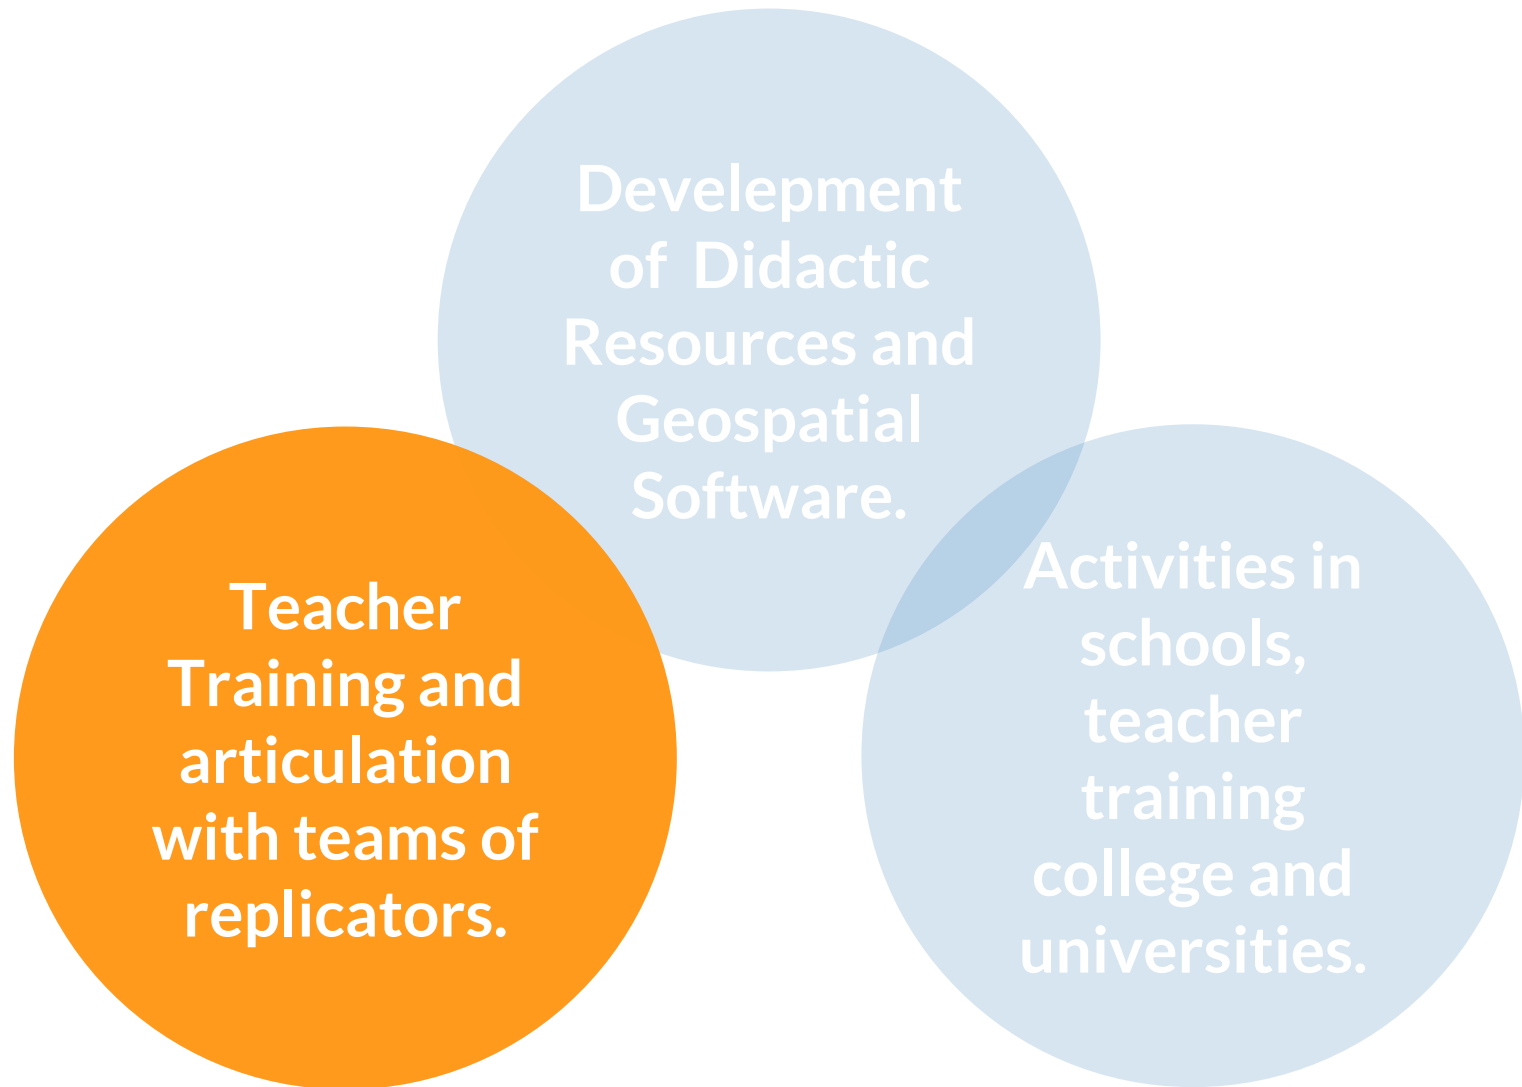 Develepment
of Didactic
Resources and
Geospatial
Software.
Teacher
Training and
articulation
with teams of
replicators.
Activities in
schools,
teacher
training
college and
universities.